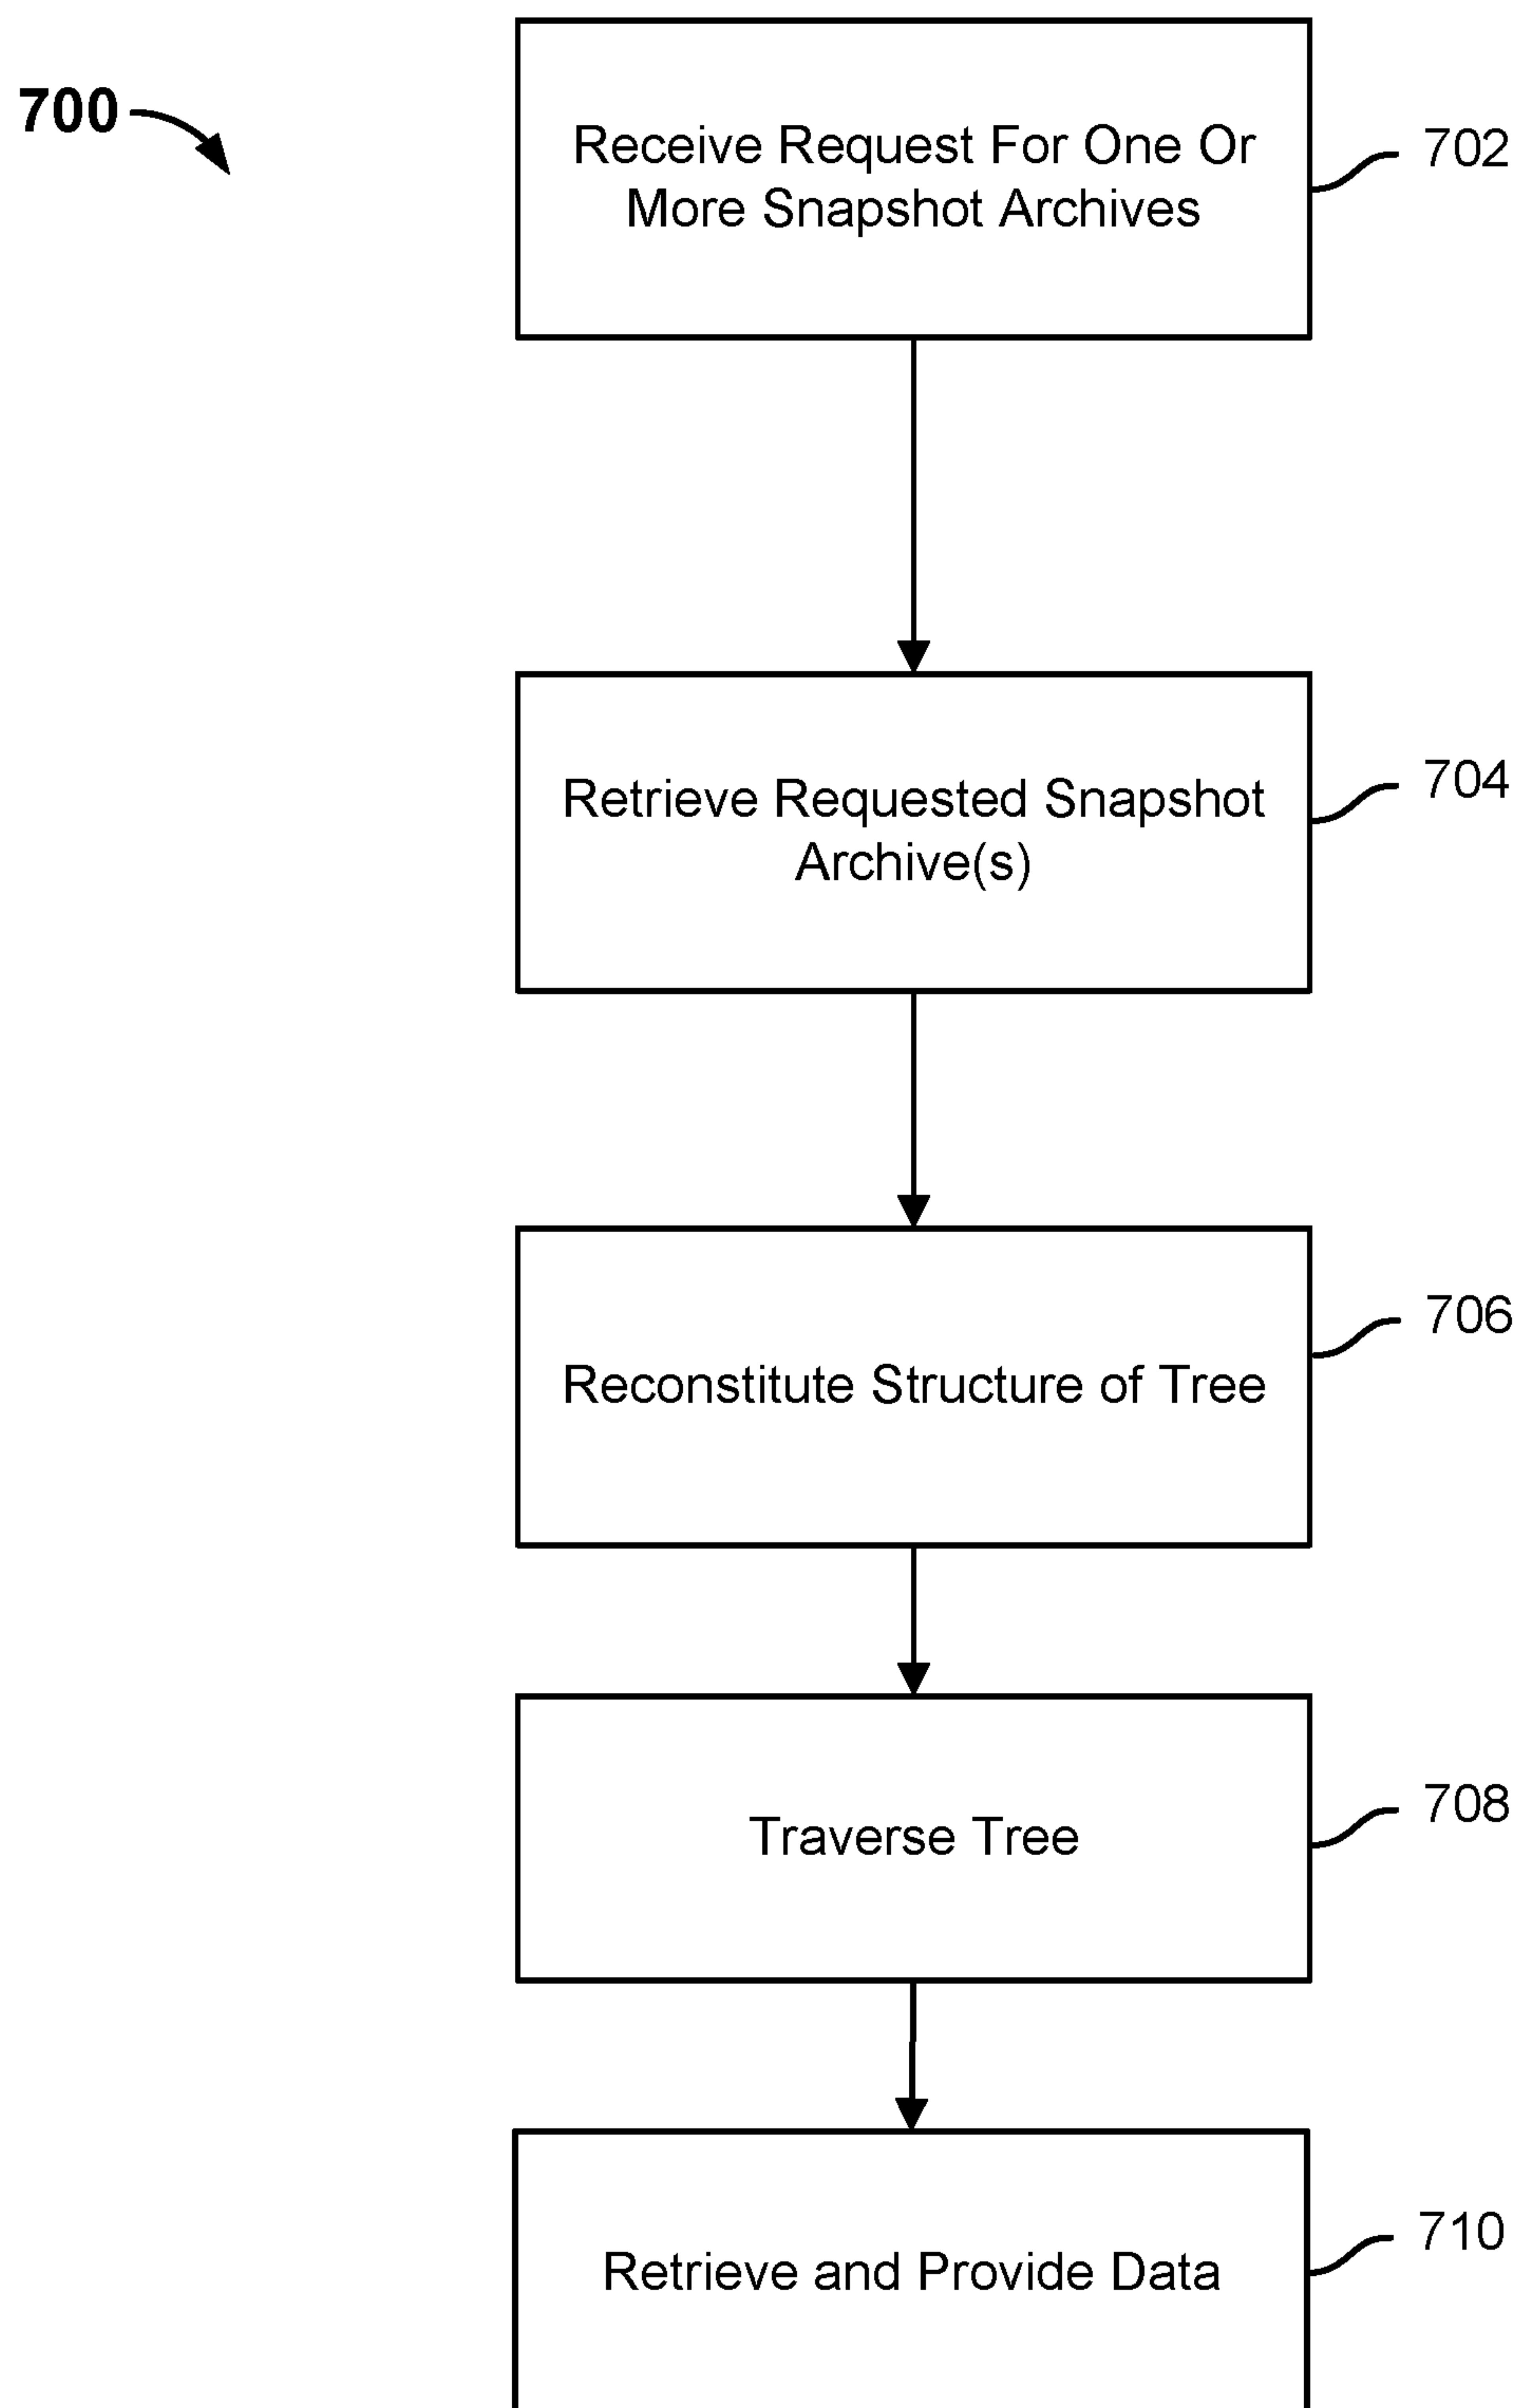 700
Receive Request For One Or
More Snapshot Archives
702
Retrieve Requested Snapshot
Archive(s)
704
Reconstitute Structure of Tree
706
Traverse Tree
708
Retrieve and Provide Data
710